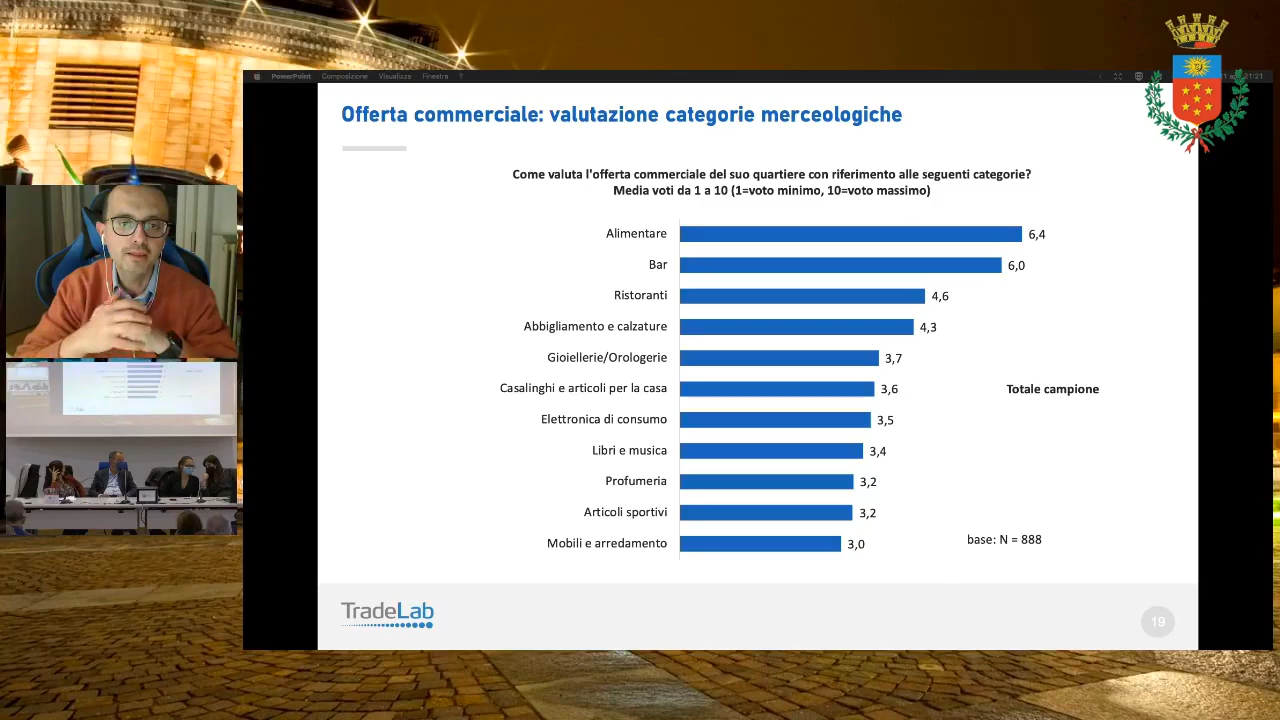 PowerPoint Composizione Visualizza Finestra ?
21:21
Offerta commerciale: valutazione categorie merceologiche
Come valuta l'offerta commerciale del suo quartiere con riferimento alle seguenti categorie?
Media voti da 1 a 10 (1=voto minimo, 10=voto massimo)
Alimentare 6,4
Bar 6,0
Ristoranti 4,6
Abbigliamento e calzature 4,3
Gioiellerie/Orologerie 3,7
Casalinghi e articoli per la casa 3,6
Totale campione
Elettronica di consumo 3,5
Libri e musica 3,4
Profumeria 3,2
Articoli sportivi 3,2
Mobili e arredamento 3,0
base: N = 888
TradeLab
19